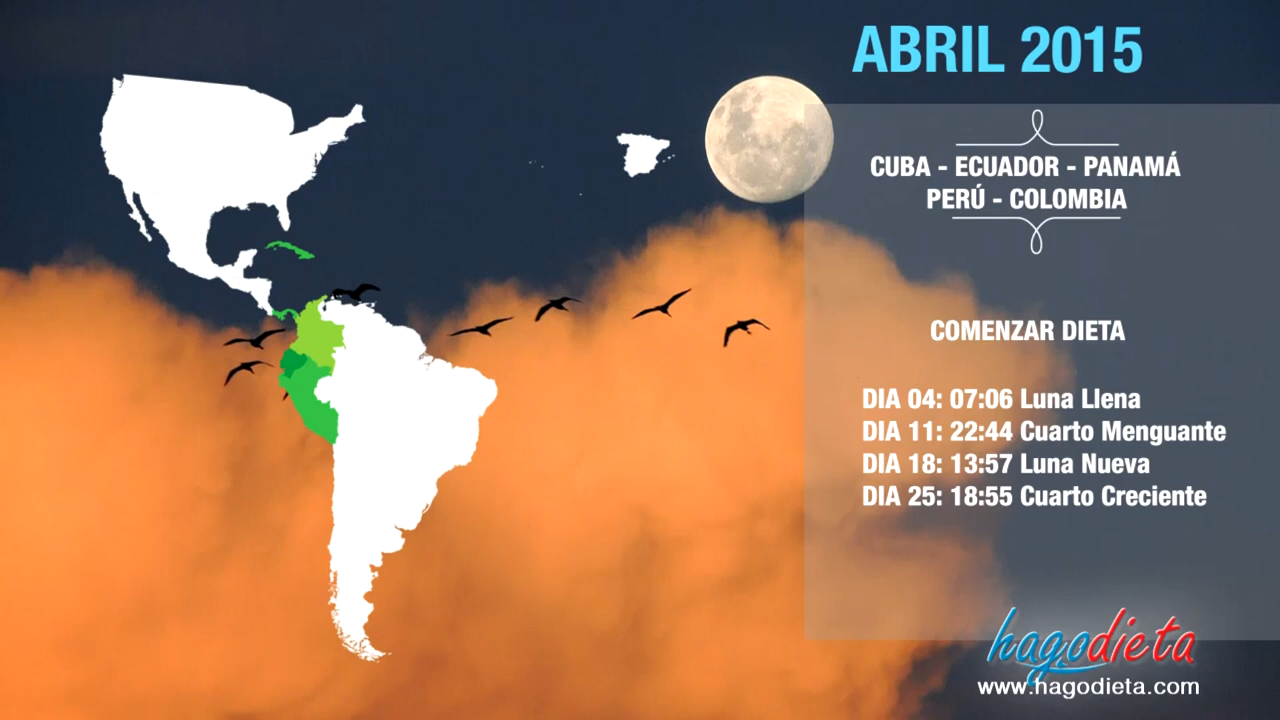 ABRIL 2015
CUBA - ECUADOR - PANAMÁ
PERÚ - COLOMBIA
COMENZAR DIETA
DIA 04: 07:06 Luna Llena
DIA 11: 22:44 Cuarto Menguante
DIA 18: 13:57 Luna Nueva
DIA 25: 18:55 Cuarto Creciente
hagodieta
www.hagodieta.com